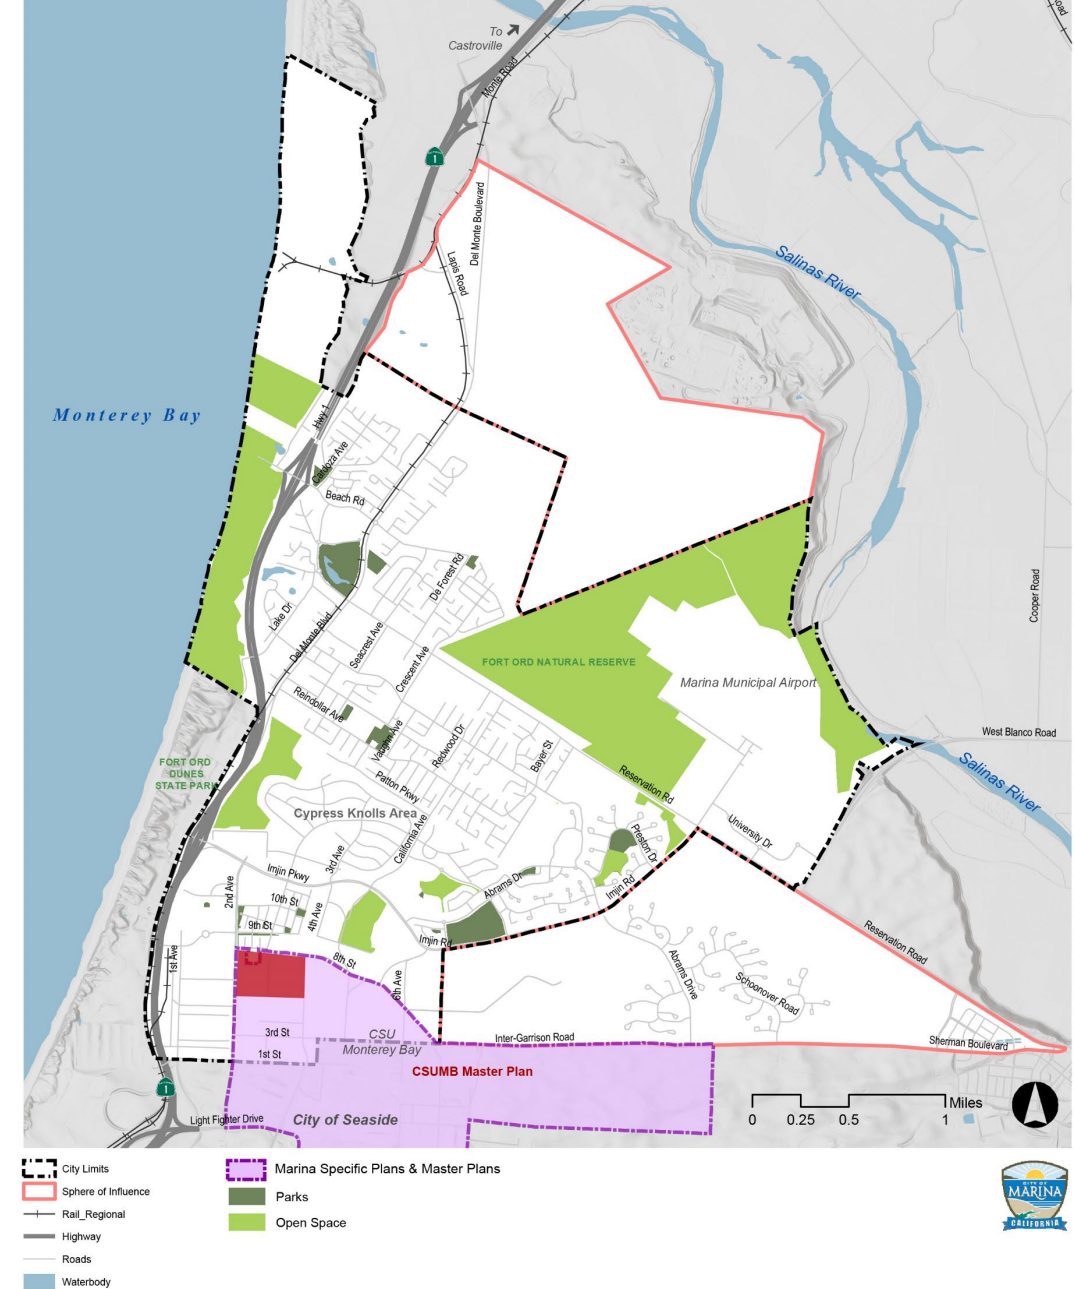 To
Castroville
oad
Monte Road
1
Del Monte Boulevard
Lapis Road
Salinas River
Monterey Bay
Hwy 1
Cardoza Ave
Beach Rd
De Forest Rd
Cooper Road
Lake Dr
Del Monte Blvd
Seacrest Ave
Crescent Ave
FORT ORD NATURAL RESERVE
Marina Municipal Airport
Reindollar Ave
Vaughn Ave
Redwood Dr
Bayer St
West Blanco Road
FORT ORD
DUNES
STATE PARK
Patton Pkwy
Reservation Rd
Salinas River
Cypress Knolls Area
California Ave
Preston Dr
University Dr
3rd Ave
Imjin Pkwy
2nd Ave
10th St
Abrams Dr
Imjin Rd
4th Ave
9th St
Imjin Rd
Reservation Road
1st Ave
8th St
6th Ave
Abrams Drive
Schoonover Road
3rd St
CSU
Monterey Bay
Inter-Garrison Road
Sherman Boulevard
1st St
CSUMB Master Plan
1
Light Fighter Drive
City of Seaside
Miles
0 0.25 0.5 1
City Limits
Sphere of Influence
Rail_Regional
Highway
Roads
Waterbody
Marina Specific Plans & Master Plans
Parks
Open Space
CITY OF
MARINA
CALIFORNIA